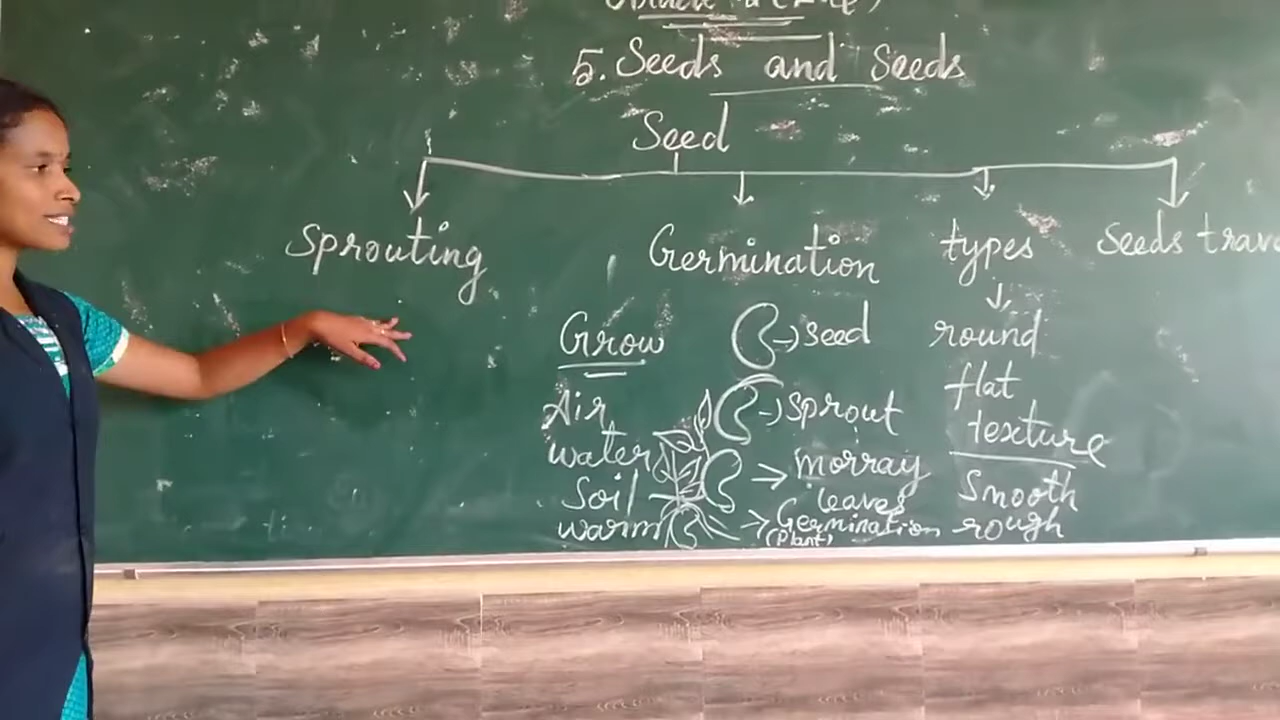 5. Seeds and Seeds
Seed
Sprouting Germination types Seeds trave
Grow seed round
Air sprout flat
water morray texture
Soil leaves Smooth
warm Germination rough
(Plant)